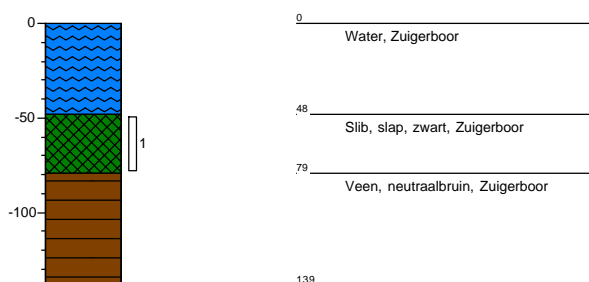 0
0
Water, Zuigerboor
48
-50
Slib, slap, zwart, Zuigerboor
1
79
Veen, neutraalbruin, Zuigerboor
-100
139